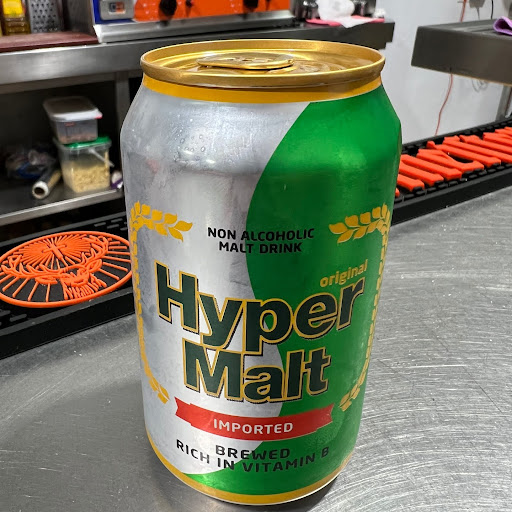 NON ALCOHOLIC
MALT DRINK
original
Hyper
Malt
IMPORTED
BREWED
RICH IN VITAMIN B